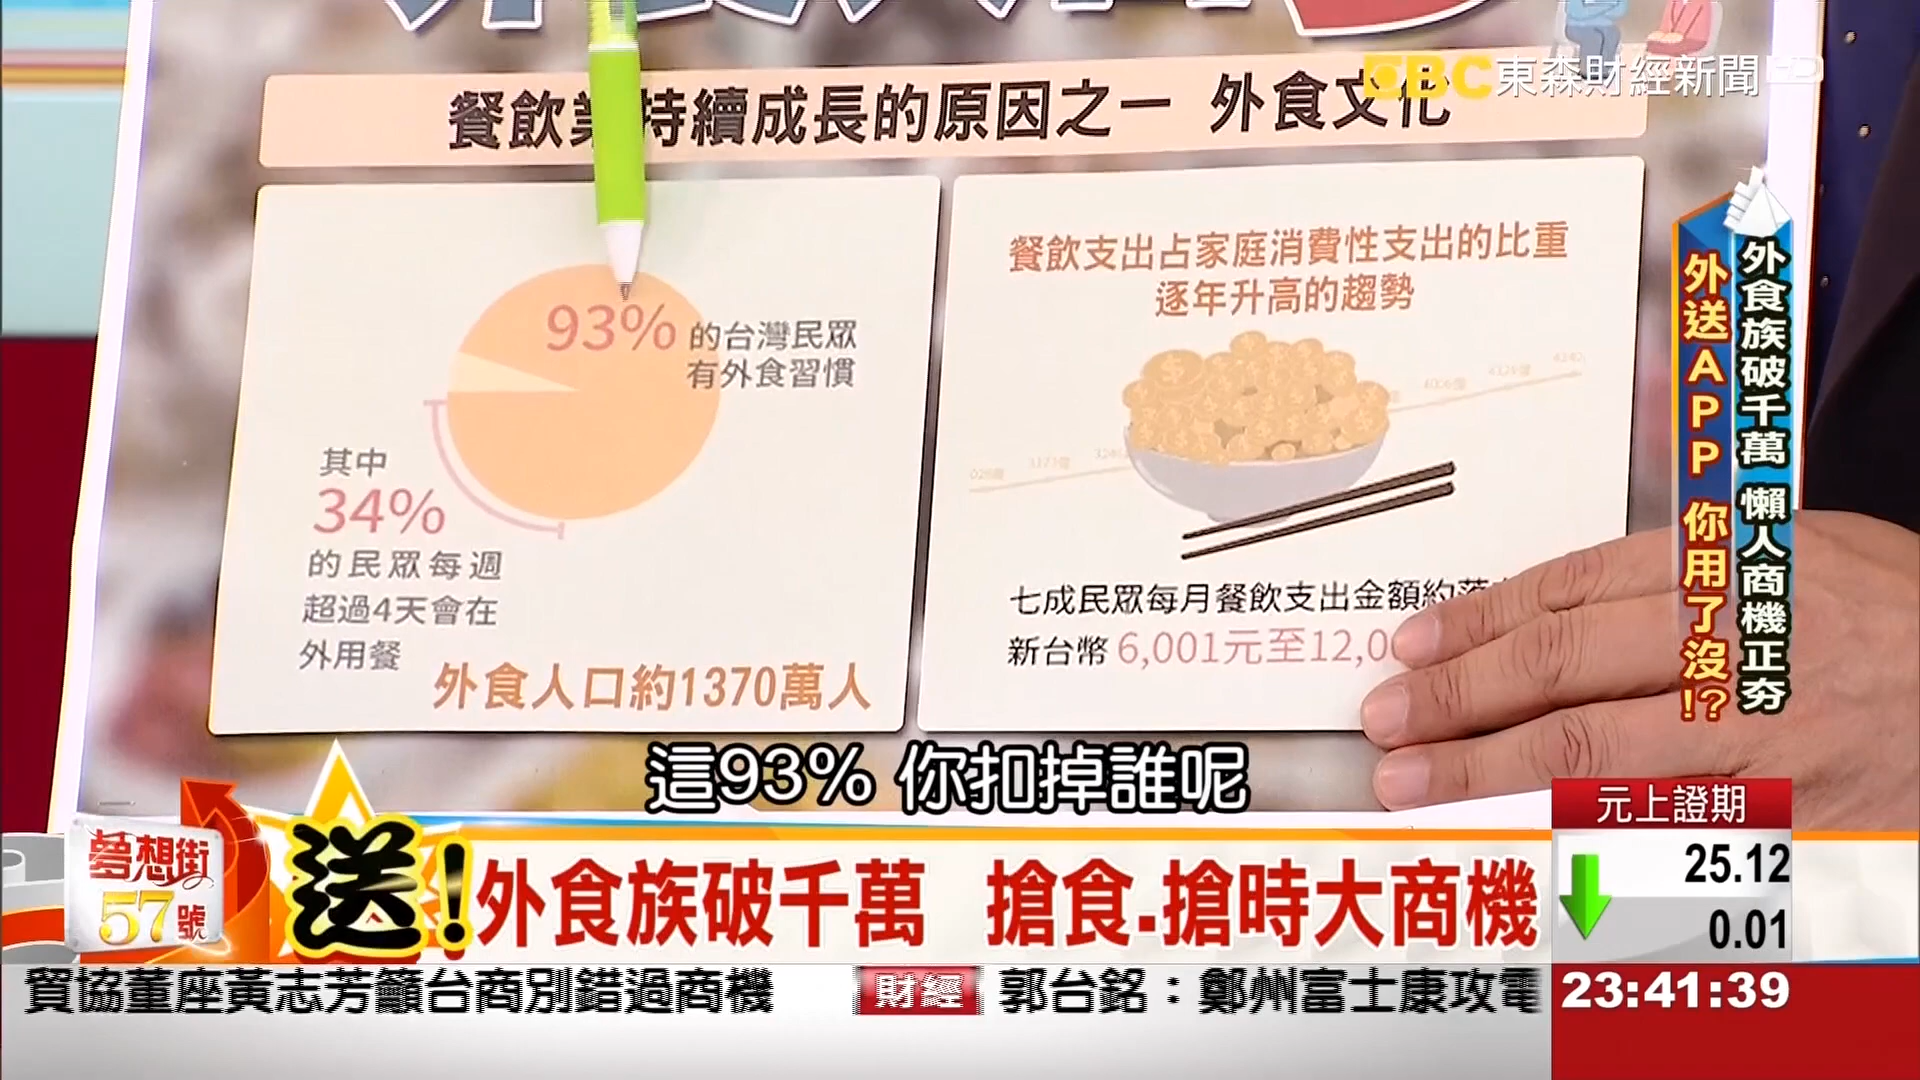 EBC東森財經新聞HD
餐飲業持續成長的原因之一 外食文化
93%的台灣民眾
有外食習慣
其中
34%
的民眾每週
超過4天會在
外用餐
外食人口約1370萬人
餐飲支出占家庭消費性支出的比重
逐年升高的趨勢
七成民眾每月餐飲支出金額約
新台幣6,001元至12,00
外食族破千萬 懶人商機正夯
外送APP 你用了沒!?
這93% 你扣掉誰呢
夢想街
57號
送!外食族破千萬 搶食.搶時大商機
元上證期
25.12
0.01
貿協董座黃志芳籲台商別錯過商機 財經 郭台銘：鄭州富士康攻電
23:41:39